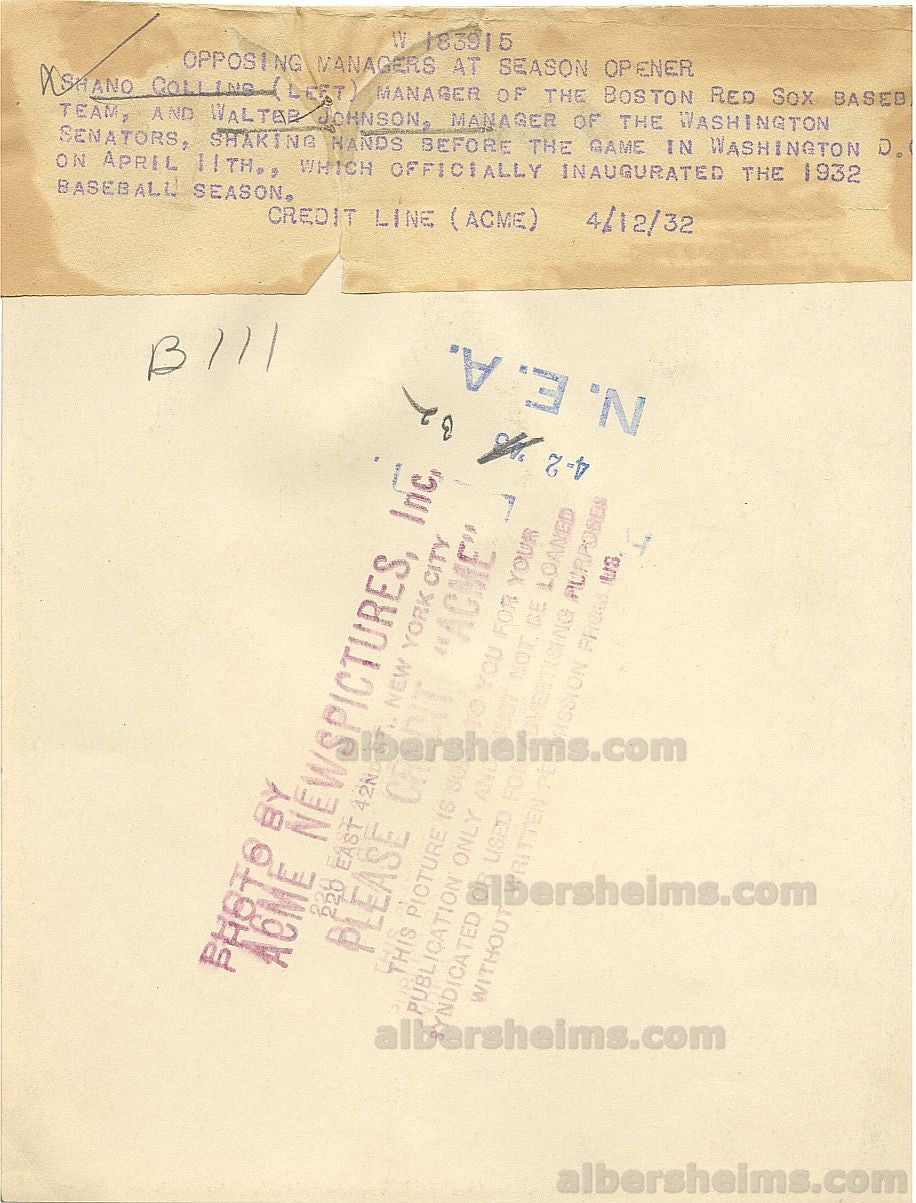 W 183915
OPPOSING MANAGERS AT SEASON OPENER
SHANO COLLINS (LEFT) MANAGER OF THE BOSTON RED SOX BASEB
TEAM, AND WALTER JOHNSON, MANAGER OF THE WASHINGTON
SENATORS, SHAKING HANDS BEFORE THE GAME IN WASHINGTON D.C
ON APRIL 11TH., WHICH OFFICIALLY INAUGURATED THE 1932
BASEBALL SEASON.
CREDIT LINE (ACME) 4/12/32
B111
N.E.A.
4-2
32
PHOTO BY
ACME NEWSPICTURES, Inc.
220 EAST 42ND ST., NEW YORK CITY
PLEASE CREDIT "ACME"
THIS PICTURE IS SOLD TO YOU FOR YOUR
PUBLICATION ONLY AND MUST NOT BE LOANED
SYNDICATED OR USED FOR ADVERTISING PURPOSES
WITHOUT WRITTEN PERMISSION FROM US.
albersheims.com
albersheims.com
albersheims.com
albersheims.com